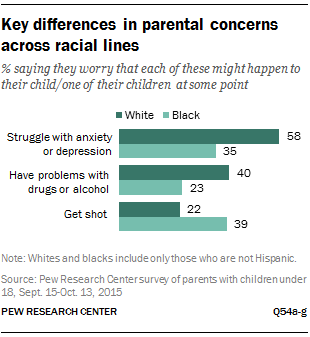 Key differences in parental concerns
across racial lines
% saying they worry that each of these might happen to
their child/one of their children at some point
White Black
Struggle with anxiety
or depression
58
35
Have problems with
drugs or alcohol
40
23
Get shot
22
39
Note: Whites and blacks include only those who are not Hispanic.
Source: Pew Research Center survey of parents with children under
18, Sept. 15-Oct. 13, 2015
PEW RESEARCH CENTER Q54a-g